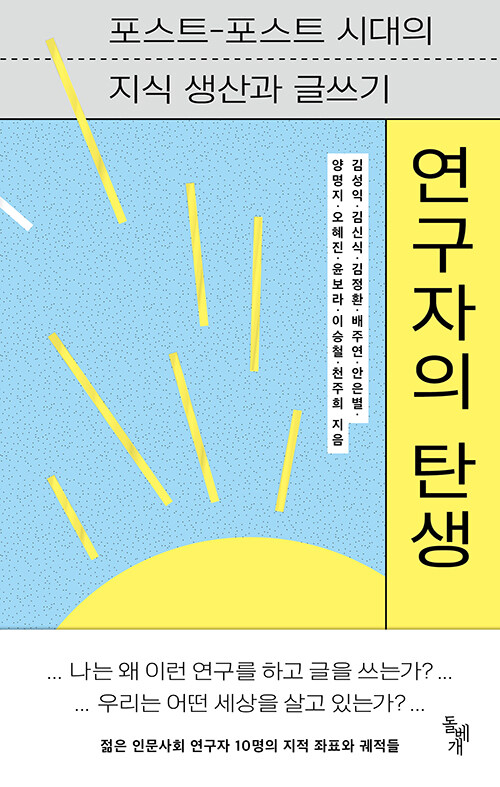 포스트-포스트 시대의
지식 생산과 글쓰기
연구자의 탄생
김성익·김신식·김정환·배주연·안은별·
양명지·오혜진·윤보라·이승철·천주희 지음
... 나는 왜 이런 연구를 하고 글을 쓰는가? ...
... 우리는 어떤 세상을 살고 있는가? ...
젊은 인문사회 연구자 10명의 지적 좌표와 궤적들
돌베개